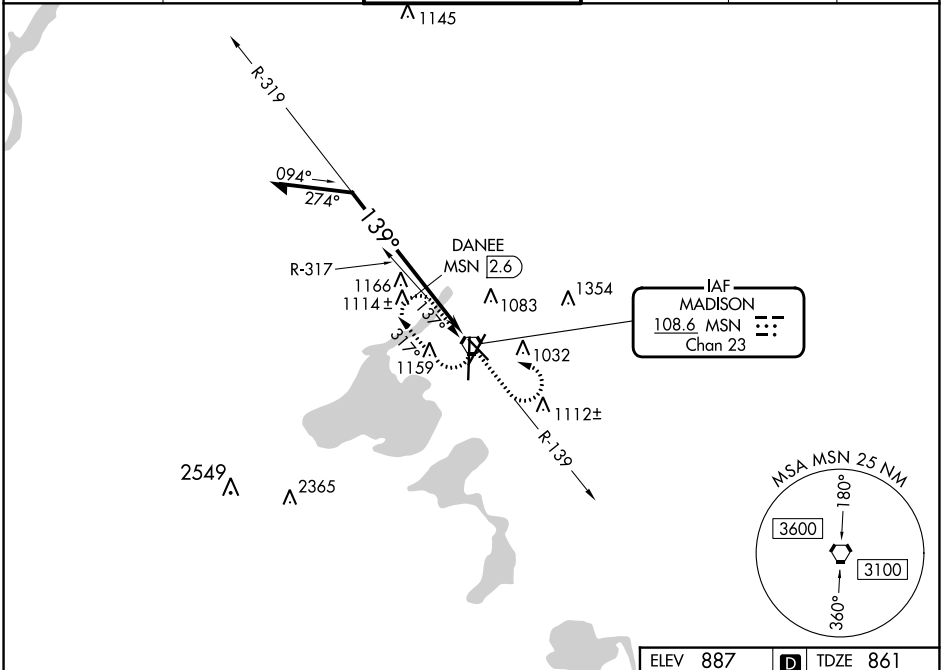 1145
R-319
094°
274°
139°
DANEE
MSN 2.6
R-317
1166
1114±
137°
1083
1354
IAF
MADISON
108.6 MSN
Chan 23
317°
1159
1032
1112±
R-139
2549
2365
MSA MSN 25 NM
180°
3600
3100
360°
ELEV 887 D TDZE 861